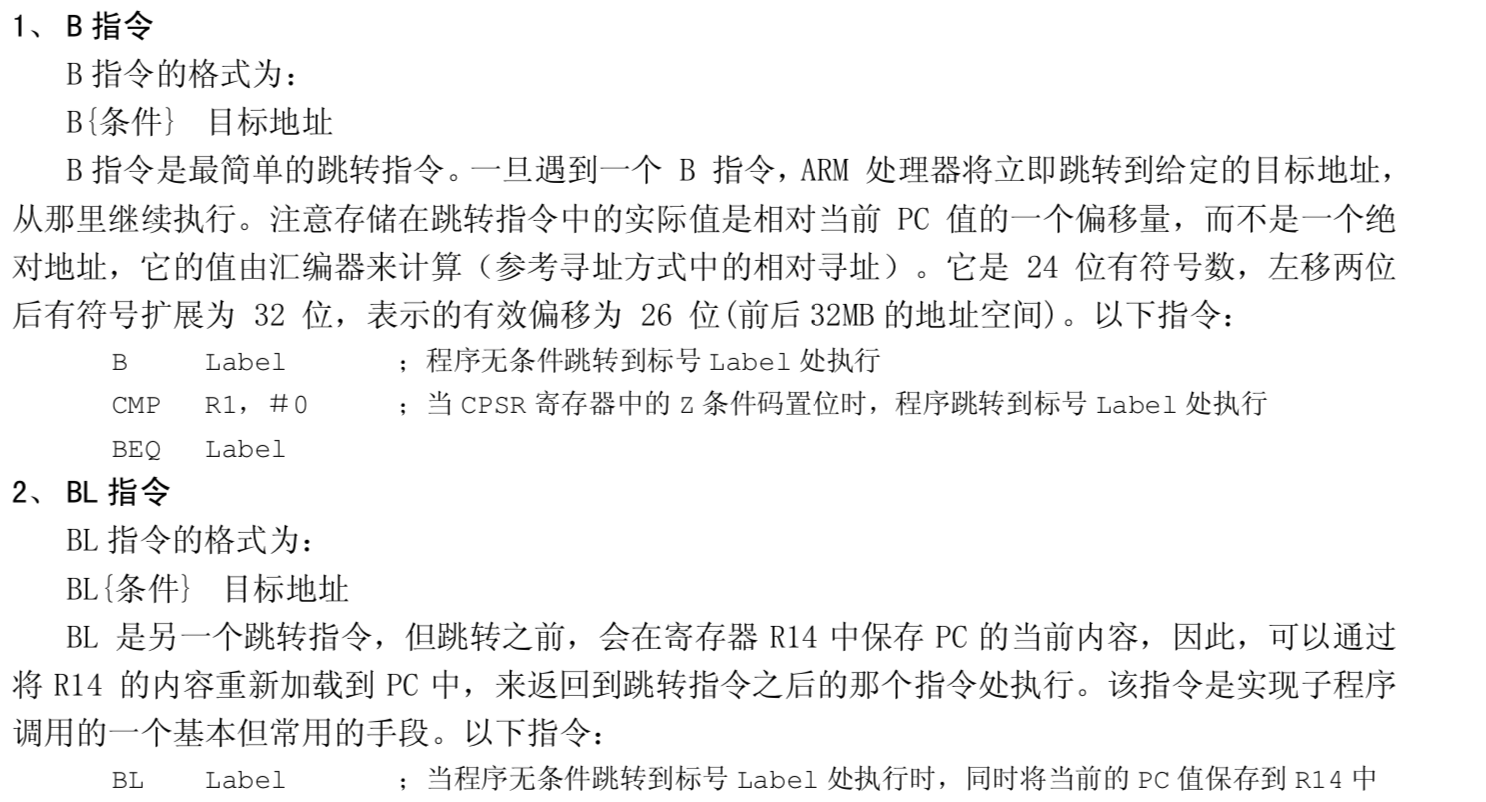 1、 B 指令
B 指令的格式为：
B{条件} 目标地址
B 指令是最简单的跳转指令。一旦遇到一个 B 指令，ARM 处理器将立即跳转到给定的目标地址，
从那里继续执行。注意存储在跳转指令中的实际值是相对当前 PC 值的一个偏移量，而不是一个绝
对地址，它的值由汇编器来计算（参考寻址方式中的相对寻址）。它是 24 位有符号数，左移两位
后有符号扩展为 32 位，表示的有效偏移为 26 位(前后 32MB 的地址空间)。以下指令：
B Label ；程序无条件跳转到标号 Label 处执行
CMP R1，＃0 ；当 CPSR 寄存器中的 Z 条件码置位时，程序跳转到标号 Label 处执行
BEQ Label
2、 BL 指令
BL 指令的格式为：
BL{条件} 目标地址
BL 是另一个跳转指令，但跳转之前，会在寄存器 R14 中保存 PC 的当前内容，因此，可以通过
将 R14 的内容重新加载到 PC 中，来返回到跳转指令之后的那个指令处执行。该指令是实现子程序
调用的一个基本但常用的手段。以下指令：
BL Label ；当程序无条件跳转到标号 Label 处执行时，同时将当前的 PC 值保存到 R14 中